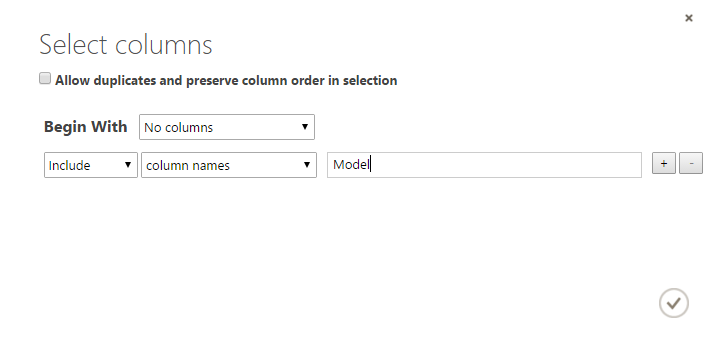 ×
Select columns
Allow duplicates and preserve column order in selection
Begin With No columns
Include column names Model + -